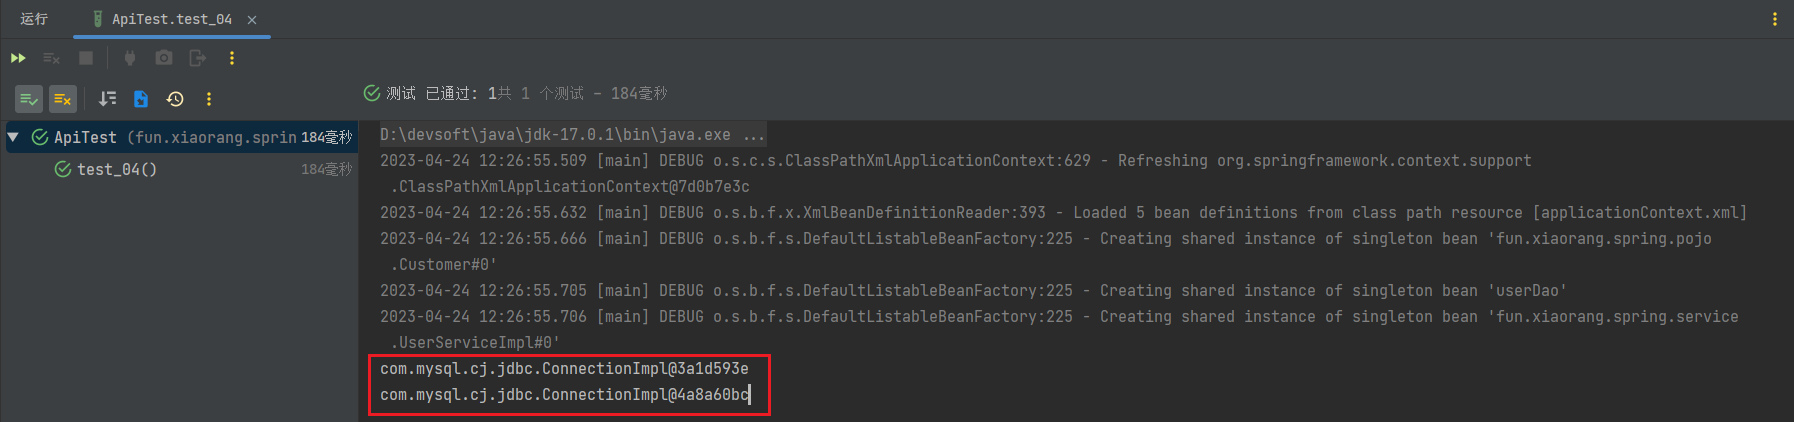 运行
ApiTest.test_04
测试 已通过: 1共 1 个测试 – 184毫秒
ApiTest (fun.xiaorang.sprin 184毫秒
test_04() 184毫秒
D:\devsoft\java\jdk-17.0.1\bin\java.exe ...
2023-04-24 12:26:55.509 [main] DEBUG o.s.c.s.ClassPathXmlApplicationContext:629 - Refreshing org.springframework.context.support
.ClassPathXmlApplicationContext@7d0b7e3c
2023-04-24 12:26:55.632 [main] DEBUG o.s.b.f.x.XmlBeanDefinitionReader:393 - Loaded 5 bean definitions from class path resource [applicationContext.xml]
2023-04-24 12:26:55.666 [main] DEBUG o.s.b.f.s.DefaultListableBeanFactory:225 - Creating shared instance of singleton bean 'fun.xiaorang.spring.pojo
.Customer#0'
2023-04-24 12:26:55.705 [main] DEBUG o.s.b.f.s.DefaultListableBeanFactory:225 - Creating shared instance of singleton bean 'userDao'
2023-04-24 12:26:55.706 [main] DEBUG o.s.b.f.s.DefaultListableBeanFactory:225 - Creating shared instance of singleton bean 'fun.xiaorang.spring.service
.UserServiceImpl#0'
com.mysql.cj.jdbc.ConnectionImpl@3a1d593e
com.mysql.cj.jdbc.ConnectionImpl@4a8a60bc